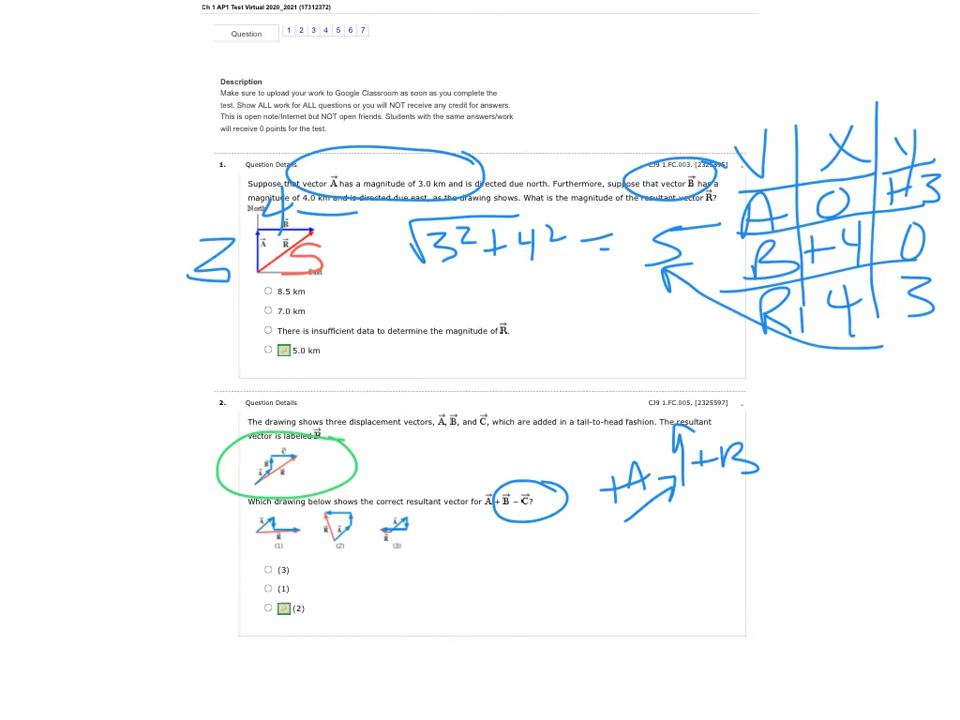 Ch 1 AP1 Test Virtual 2020_2021 (17312372)
Question 1 2 3 4 5 6 7
Description
Make sure to upload your work to Google Classroom as soon as you complete the
test. Show ALL work for ALL questions or you will NOT receive any credit for answers.
This is open note/Internet but NOT open friends. Students with the same answers/work
will receive 0 points for the test.
V X Y
A 0 +3
B +4 0
R 4 3
1. Question Details CJ9 1.FC.003. [2325595]
Suppose that vector A has a magnitude of 3.0 km and is directed due north. Furthermore, suppose that vector B has a
magnitude of 4.0 km and is directed due east, as the drawing shows. What is the magnitude of the resultant vector R?
North
4
B
3 A R 5
√3²+4² = 5
8.5 km
7.0 km
There is insufficient data to determine the magnitude of R.
5.0 km
2. Question Details CJ9 1.FC.005. [2325597]
The drawing shows three displacement vectors, A, B, and C, which are added in a tail-to-head fashion. The resultant
vector is labeled R.
C
B
A R
+A +B
Which drawing below shows the correct resultant vector for A + B − C?
A R
(1)
R A
(2)
A R
(3)
(3)
(1)
(2)